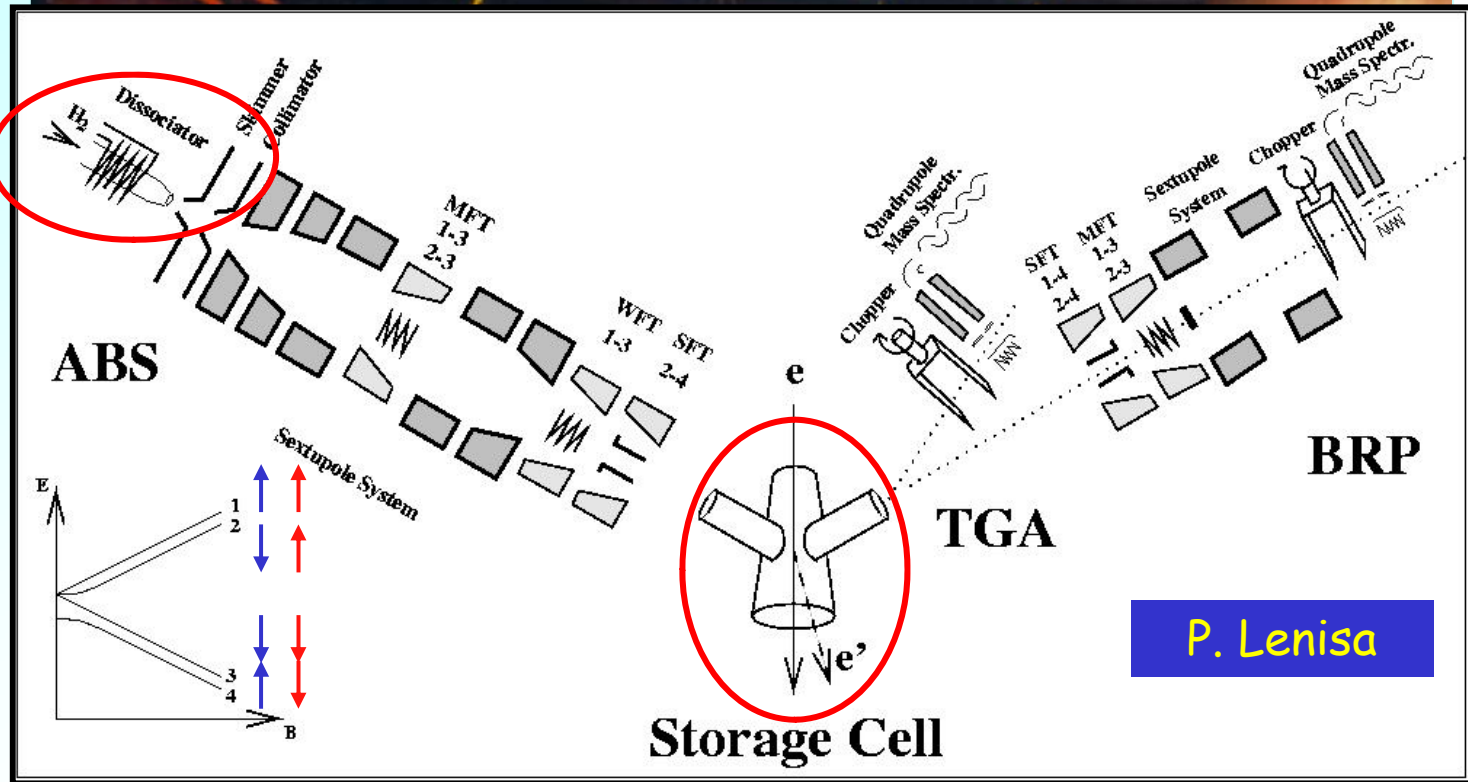 H2
Dissociator
Skimmer
Collimator
MFT
1-3
2-3
WFT
1-3
SFT
2-4
ABS
Sextupole System
E
1
2
3
4
B
e
e’
Storage Cell
TGA
Chopper
Quadrupole
Mass Spectr.
SFT
1-4
2-4
MFT
1-3
2-3
Sextupole
System
Chopper
Quadrupole
Mass Spectr.
BRP
P. Lenisa